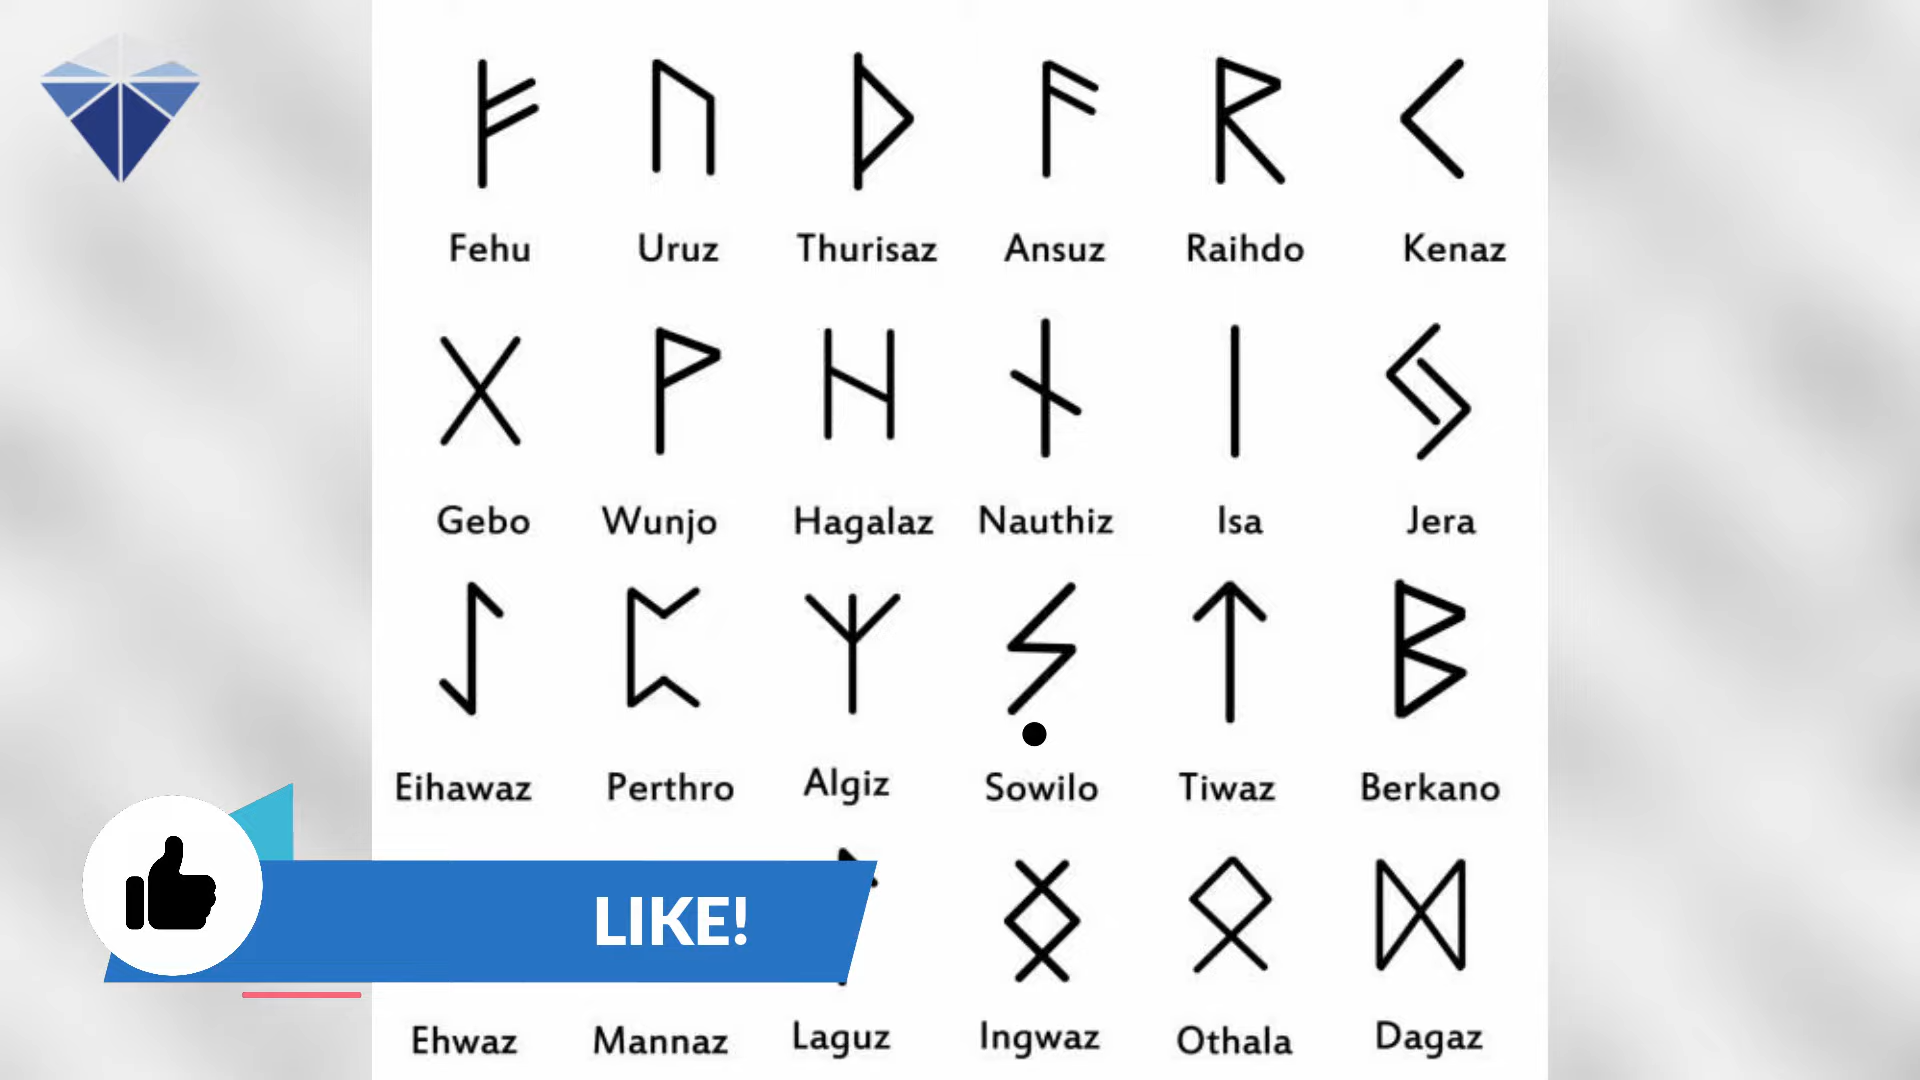 ᚠ ᚢ ᚦ ᚨ ᚱ ᚲ
Fehu Uruz Thurisaz Ansuz Raihdo Kenaz
ᚷ ᚹ ᚺ ᚾ ᛁ ᛃ
Gebo Wunjo Hagalaz Nauthiz Isa Jera
ᛇ ᛈ ᛉ ᛊ ᛏ ᛒ
Eihawaz Perthro Algiz Sowilo Tiwaz Berkano
ᛝ ᛟ ᛞ
LIKE!
Ehwaz Mannaz Laguz Ingwaz Othala Dagaz